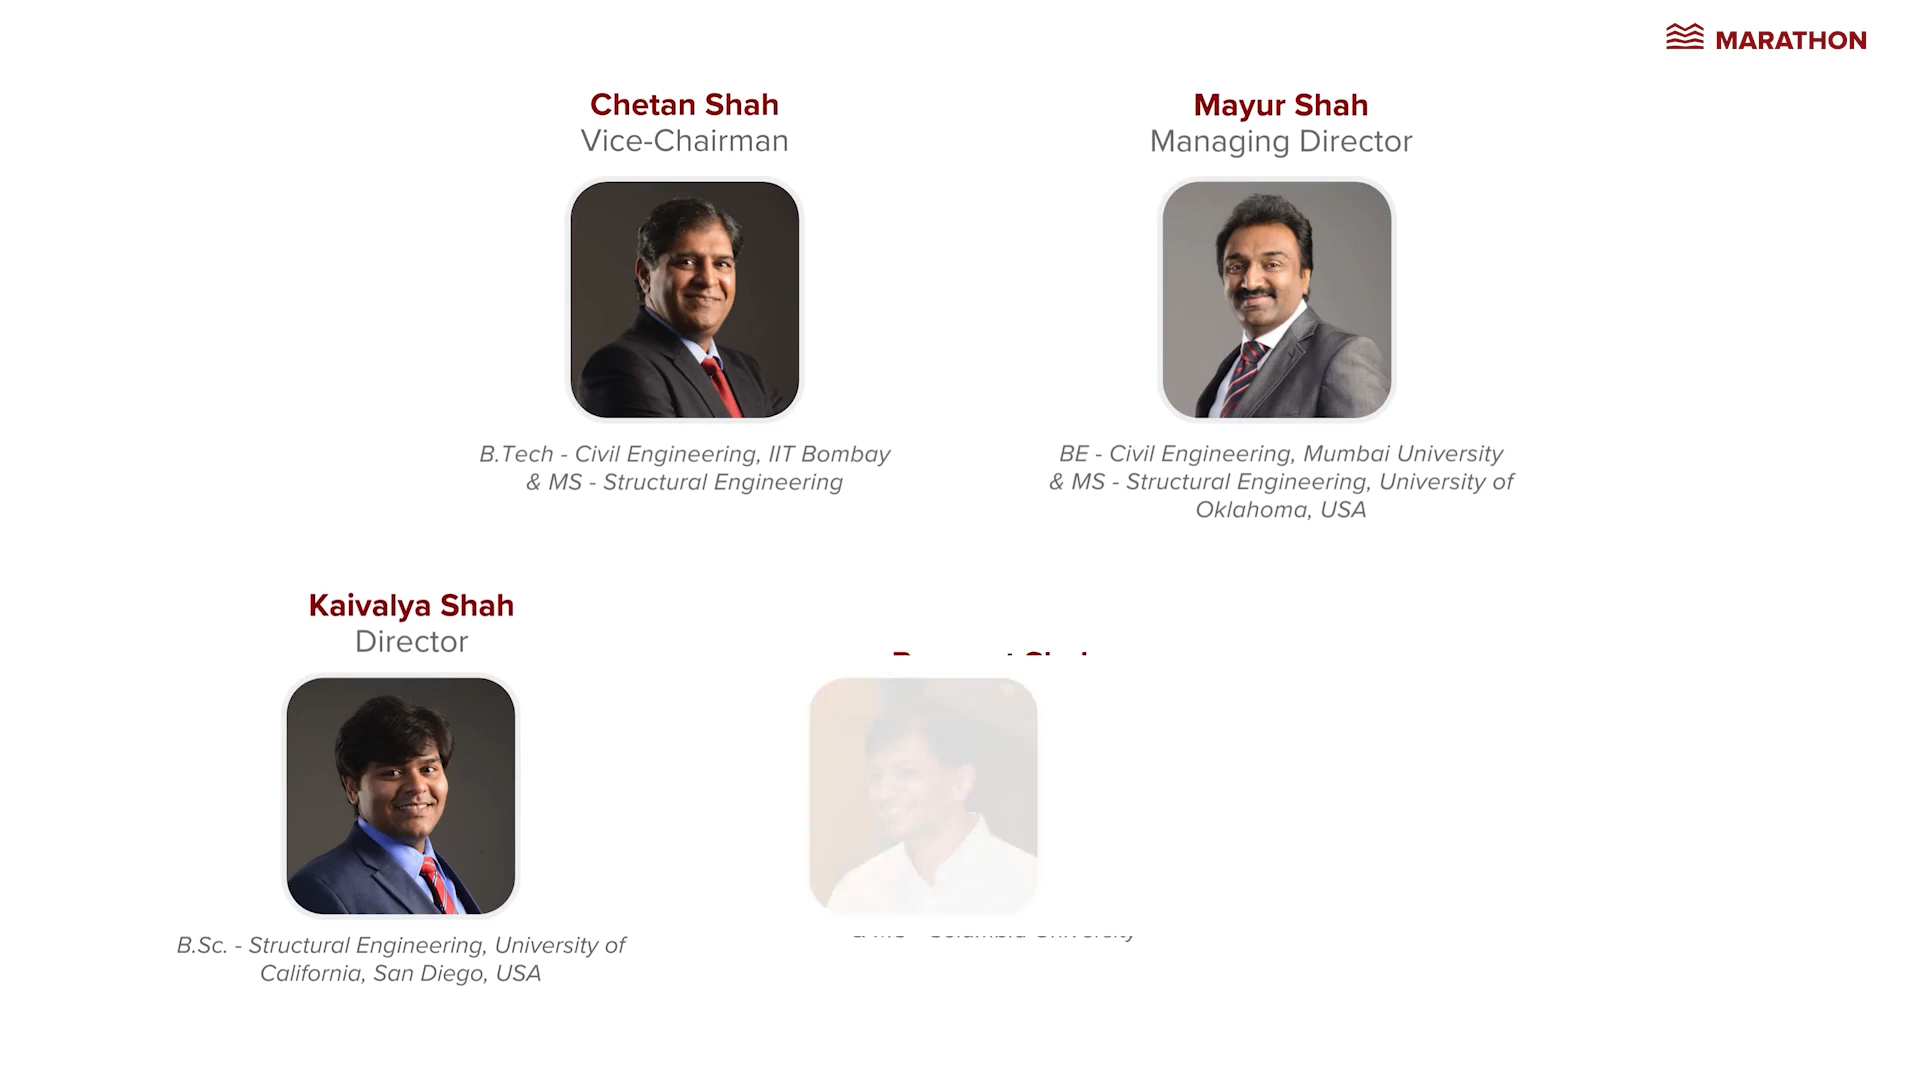 MARATHON
Chetan Shah
Vice-Chairman
B.Tech - Civil Engineering, IIT Bombay
& MS - Structural Engineering
Mayur Shah
Managing Director
BE - Civil Engineering, Mumbai University
& MS - Structural Engineering, University of
Oklahoma, USA
Kaivalya Shah
Director
B.Sc. - Structural Engineering, University of
California, San Diego, USA